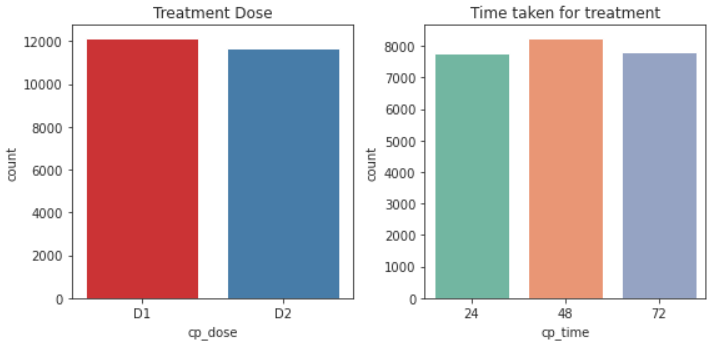 Treatment Dose
12000
10000
8000
6000
4000
2000
0
count
D1 D2
cp_dose
Time taken for treatment
8000
7000
6000
5000
4000
3000
2000
1000
0
count
24 48 72
cp_time